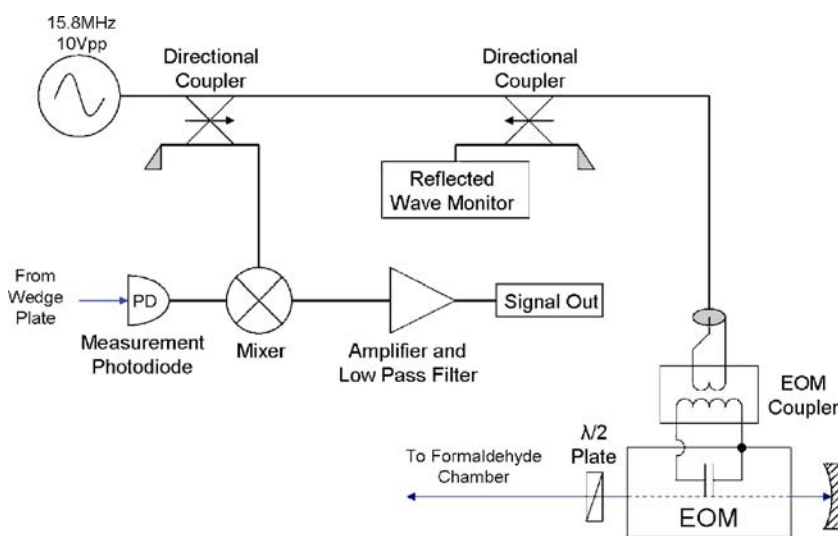 15.8MHz
10Vpp
Directional
Coupler
Directional
Coupler
Reflected
Wave Monitor
From
Wedge
Plate
PD
Measurement
Photodiode
Mixer
Amplifier and
Low Pass Filter
Signal Out
EOM
Coupler
λ/2
Plate
To Formaldehyde
Chamber
EOM